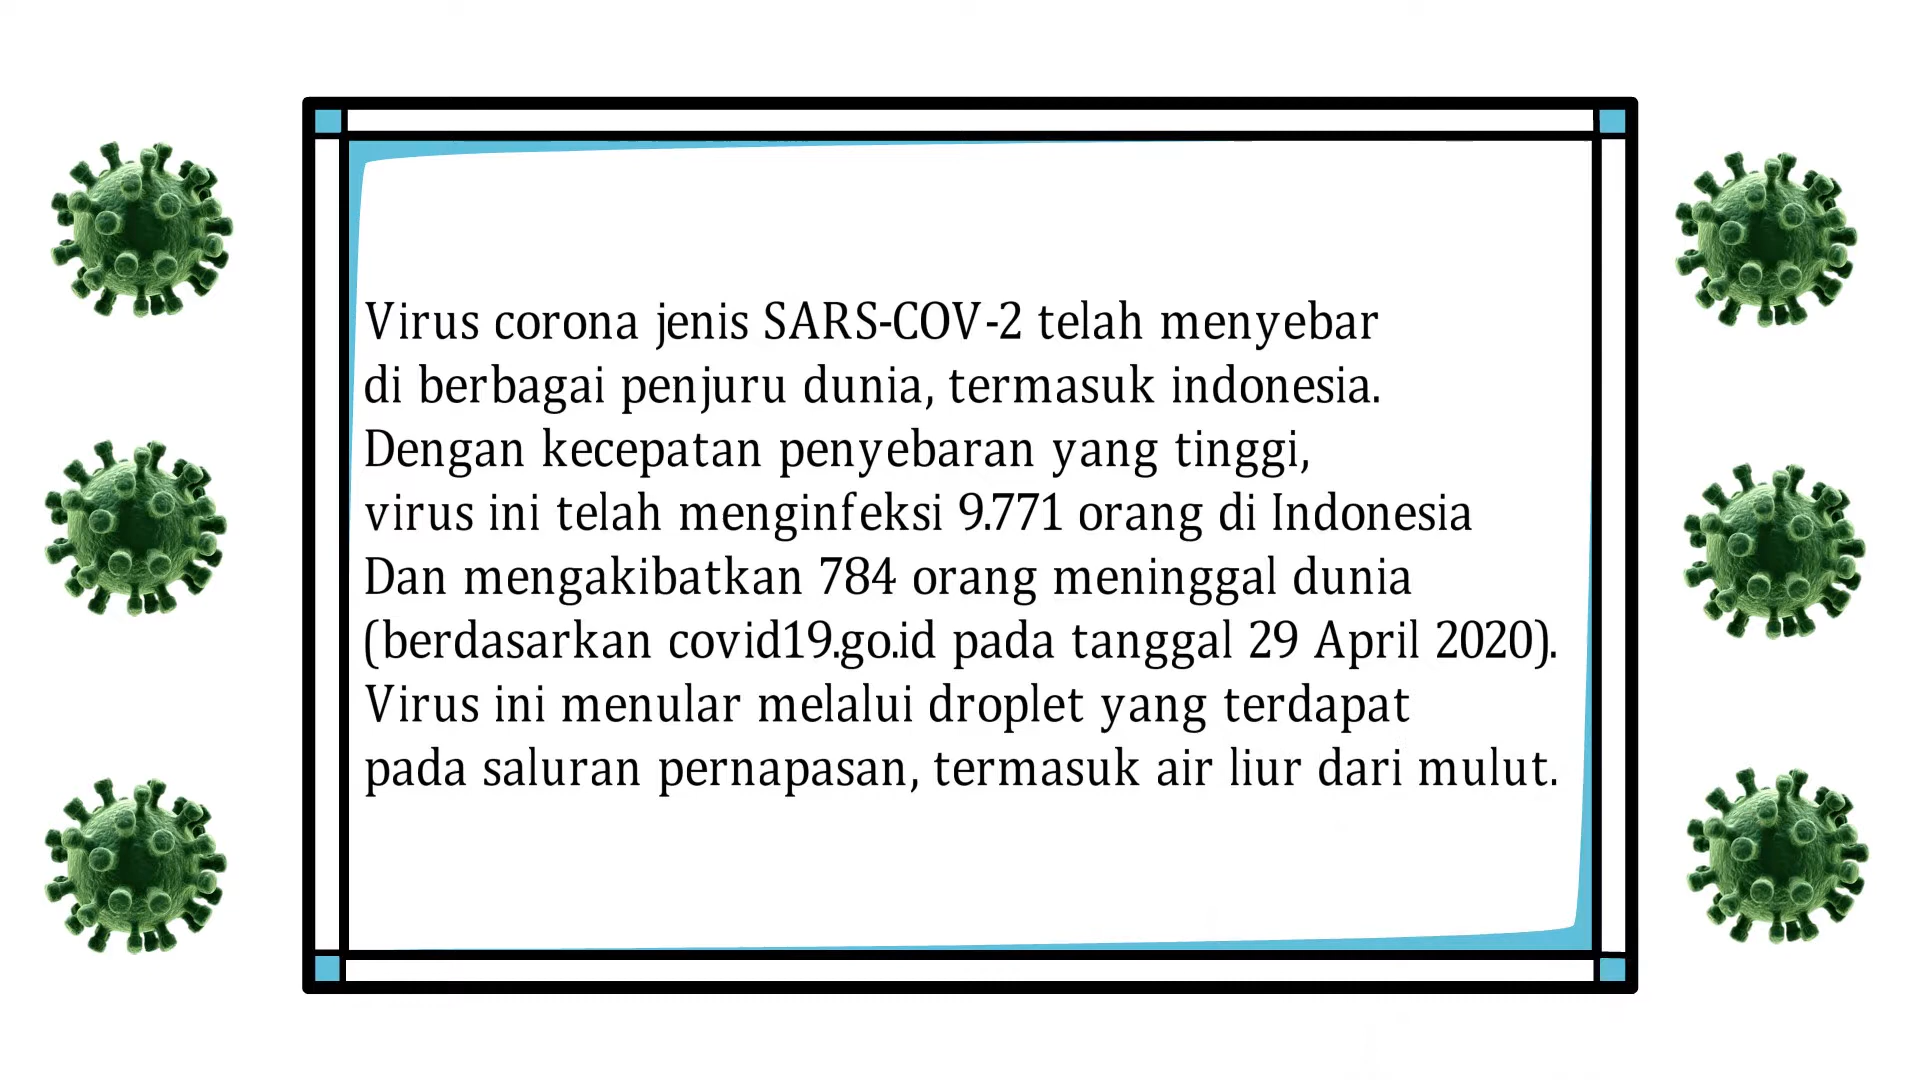 Virus corona jenis SARS-COV-2 telah menyebar
di berbagai penjuru dunia, termasuk indonesia.
Dengan kecepatan penyebaran yang tinggi,
virus ini telah menginfeksi 9.771 orang di Indonesia
Dan mengakibatkan 784 orang meninggal dunia
(berdasarkan covid19.go.id pada tanggal 29 April 2020).
Virus ini menular melalui droplet yang terdapat
pada saluran pernapasan, termasuk air liur dari mulut.